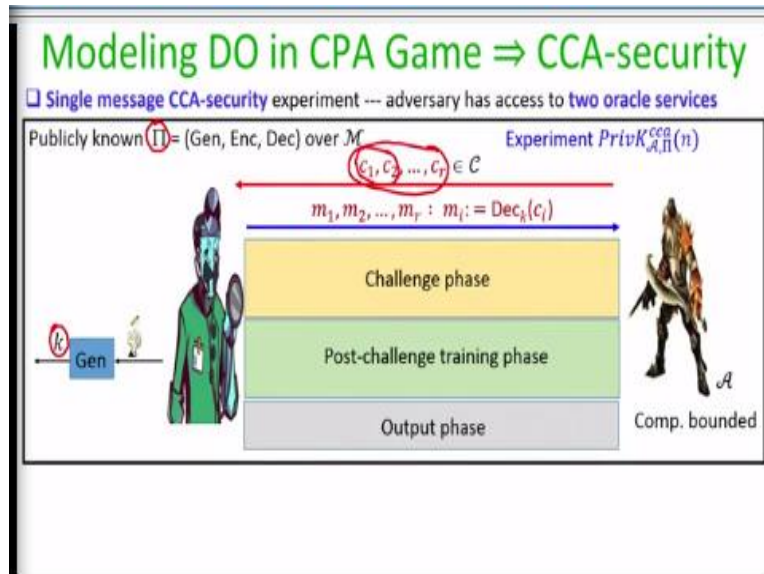 Modeling DO in CPA Game ⇒ CCA-security
❑ Single message CCA-security experiment --- adversary has access to two oracle services
Publicly known Π = (Gen, Enc, Dec) over ℳ
Experiment PrivK^{cca}_{𝒜,Π}(n)
c₁, c₂, …, cᵣ ∈ 𝒞
m₁, m₂, …, mᵣ : mᵢ := Decₖ(cᵢ)
Challenge phase
k
Gen
Post-challenge training phase
𝒜
Output phase
Comp. bounded